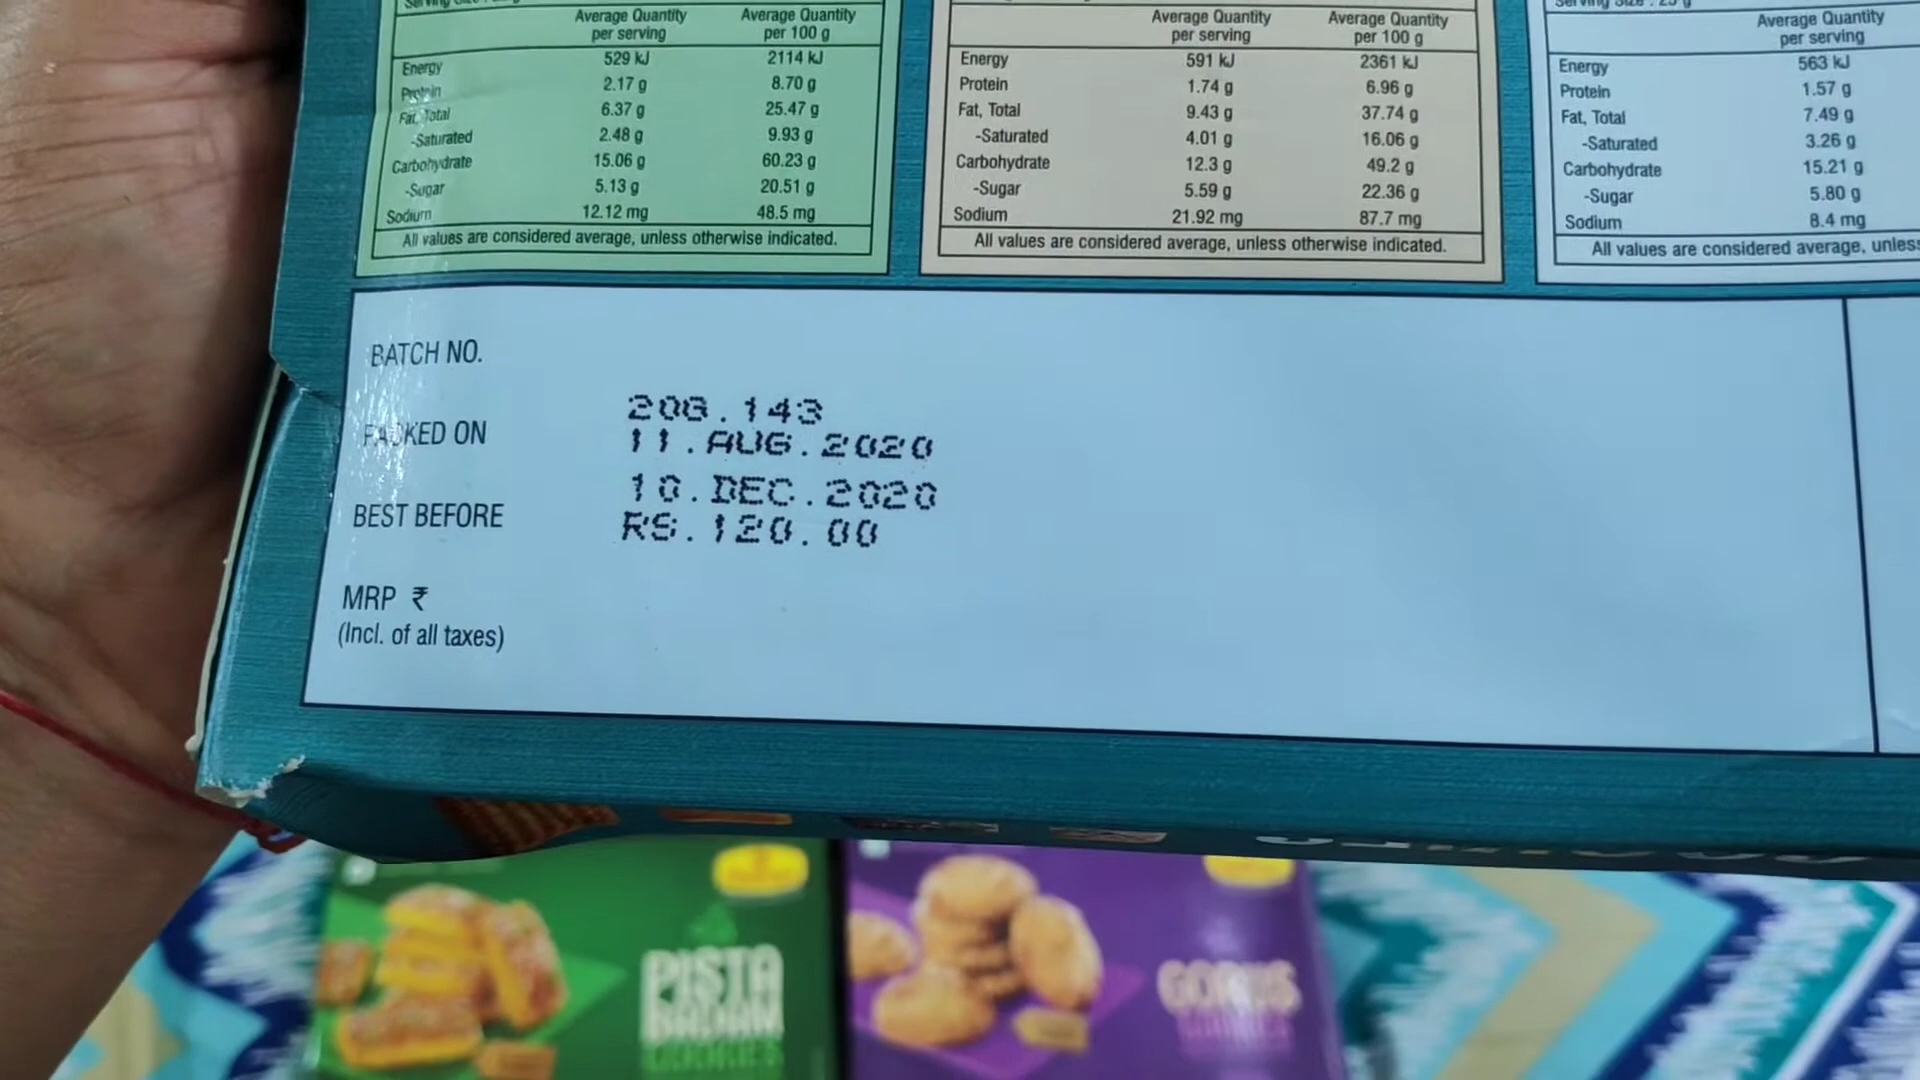 Average Quantity per serving Average Quantity per 100 g
Energy 529 kJ 2114 kJ
Protein 2.17 g 8.70 g
Fat, Total 6.37 g 25.47 g
-Saturated 2.48 g 9.93 g
Carbohydrate 15.06 g 60.23 g
-Sugar 5.13 g 20.51 g
Sodium 12.12 mg 48.5 mg
All values are considered average, unless otherwise indicated.
Average Quantity per serving Average Quantity per 100 g
Energy 591 kJ 2361 kJ
Protein 1.74 g 6.96 g
Fat, Total 9.43 g 37.74 g
-Saturated 4.01 g 16.06 g
Carbohydrate 12.3 g 49.2 g
-Sugar 5.59 g 22.36 g
Sodium 21.92 mg 87.7 mg
All values are considered average, unless otherwise indicated.
Average Quantity per serving
Energy 563 kJ
Protein 1.57 g
Fat, Total 7.49 g
-Saturated 3.26 g
Carbohydrate 15.21 g
-Sugar 5.80 g
Sodium 8.4 mg
All values are considered average, unless
BATCH NO.
PACKED ON
BEST BEFORE
MRP ₹
(Incl. of all taxes)
208.143
11.AUG.2020
10.DEC.2020
RS.120.00
PISTA
BADAM
COOKIES